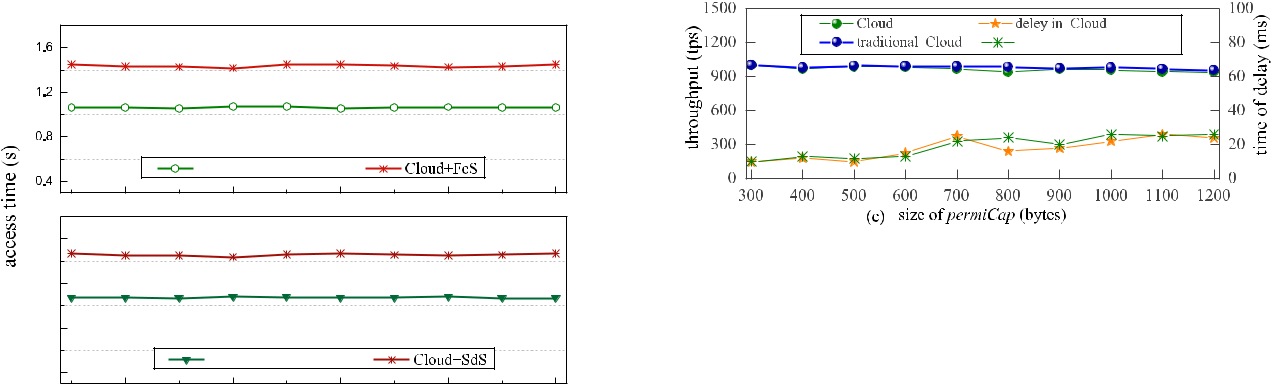 access time (s)
1,6
1,2
0,8
0,4
Cloud+FcS
Cloud+SdS
throughput (tps)
1500
1200
900
600
300
0
Cloud
deley in Cloud
traditional Cloud
100
80
60
40
20
0
time of delay (ms)
300 400 500 600 700 800 900 1000 1100 1200
(c) size of permiCap (bytes)